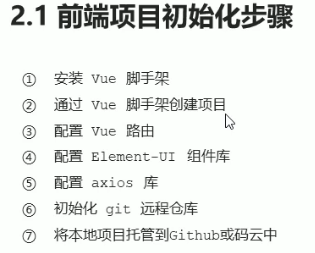 2.1 前端项目初始化步骤
① 安装 Vue 脚手架
② 通过 Vue 脚手架创建项目
③ 配置 Vue 路由
④ 配置 Element-UI 组件库
⑤ 配置 axios 库
⑥ 初始化 git 远程仓库
⑦ 将本地项目托管到Github或码云中